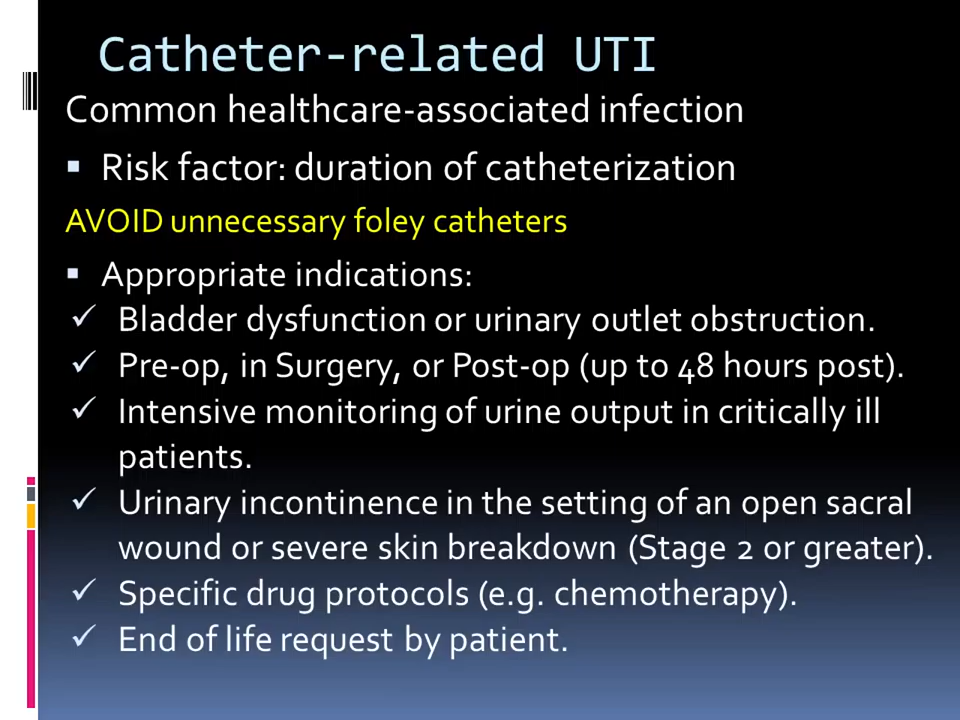 Catheter-related UTI
Common healthcare-associated infection
▪ Risk factor: duration of catheterization
AVOID unnecessary foley catheters
▪ Appropriate indications:
✓ Bladder dysfunction or urinary outlet obstruction.
✓ Pre-op, in Surgery, or Post-op (up to 48 hours post).
✓ Intensive monitoring of urine output in critically ill
patients.
✓ Urinary incontinence in the setting of an open sacral
wound or severe skin breakdown (Stage 2 or greater).
✓ Specific drug protocols (e.g. chemotherapy).
✓ End of life request by patient.